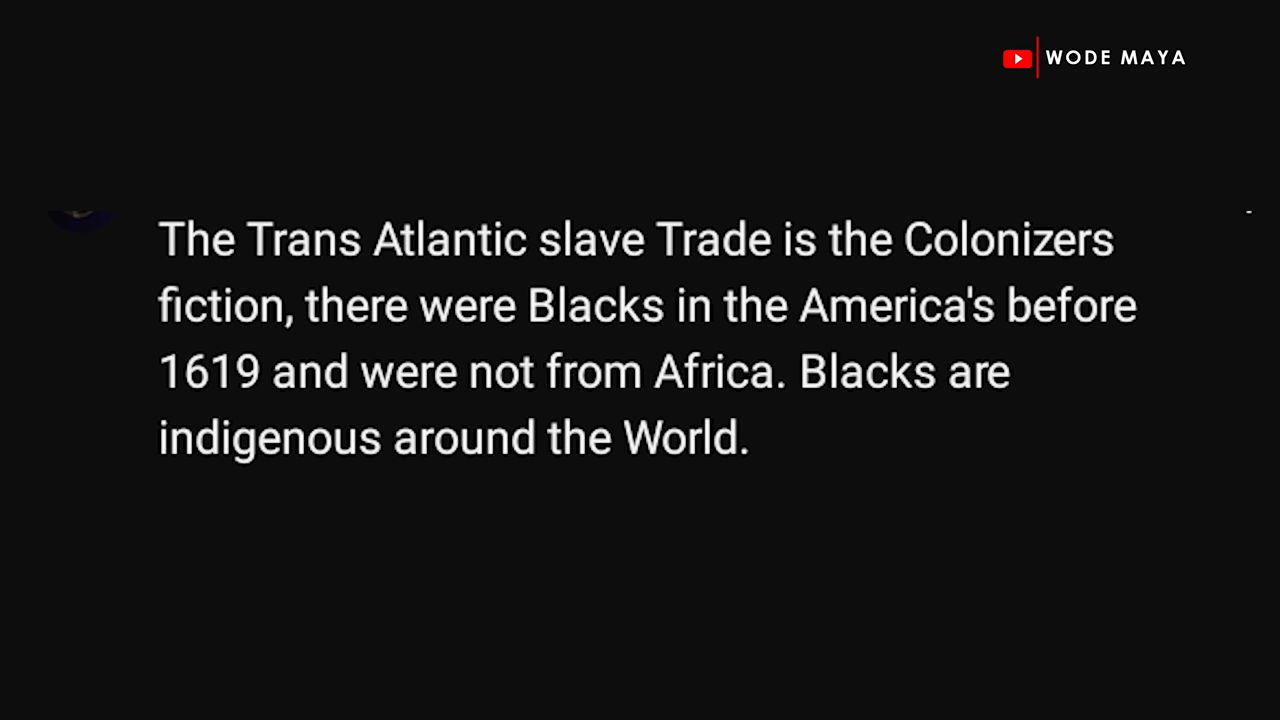 WODE MAYA
The Trans Atlantic slave Trade is the Colonizers
fiction, there were Blacks in the America's before
1619 and were not from Africa. Blacks are
indigenous around the World.